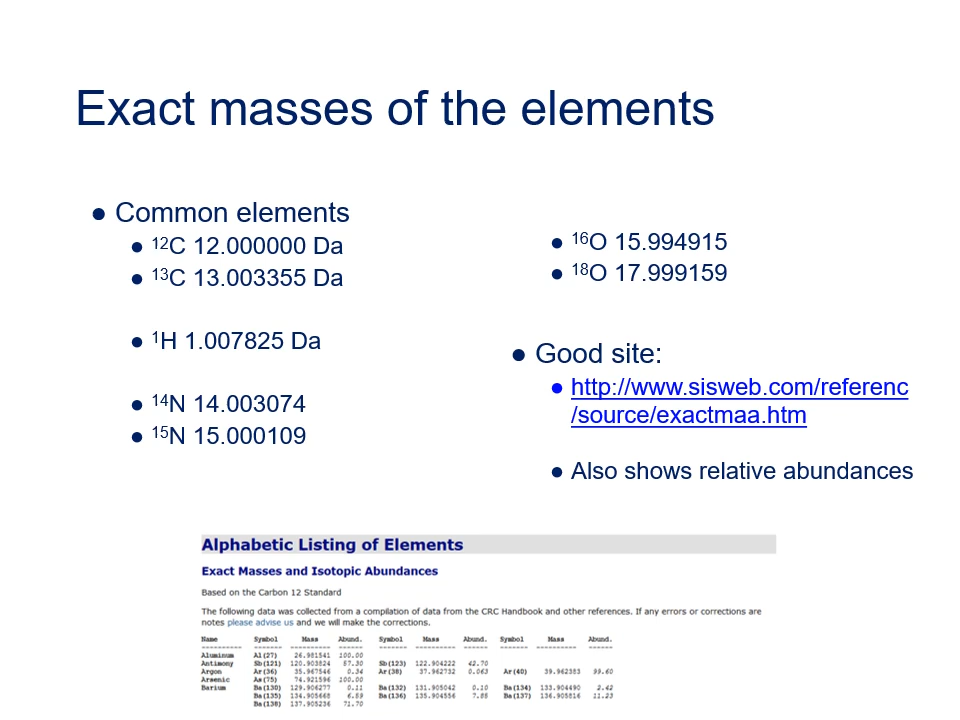 Exact masses of the elements
● Common elements
● ¹²C 12.000000 Da
● ¹³C 13.003355 Da
● ¹H 1.007825 Da
● ¹⁴N 14.003074
● ¹⁵N 15.000109
● ¹⁶O 15.994915
● ¹⁸O 17.999159
● Good site:
● http://www.sisweb.com/referenc
/source/exactmaa.htm
● Also shows relative abundances
Alphabetic Listing of Elements
Exact Masses and Isotopic Abundances
Based on the Carbon 12 Standard
The following data was collected from a compilation of data from the CRC Handbook and other references. If any errors or corrections are
notes please advise us and we will make the corrections.
Name Symbol Mass Abund. Symbol Mass Abund. Symbol Mass Abund.
Aluminum Al(27) 26.981541 100.00
Antimony Sb(121) 120.903824 57.30 Sb(123) 122.904222 42.70
Argon Ar(36) 35.967546 0.34 Ar(38) 37.962732 0.063 Ar(40) 39.962383 99.60
Arsenic As(75) 74.921596 100.00
Barium Ba(130) 129.906277 0.11 Ba(132) 131.905042 0.10 Ba(134) 133.904490 2.42
Ba(135) 134.905668 6.59 Ba(136) 135.904556 7.85 Ba(137) 136.905816 11.23
Ba(138) 137.905236 71.70